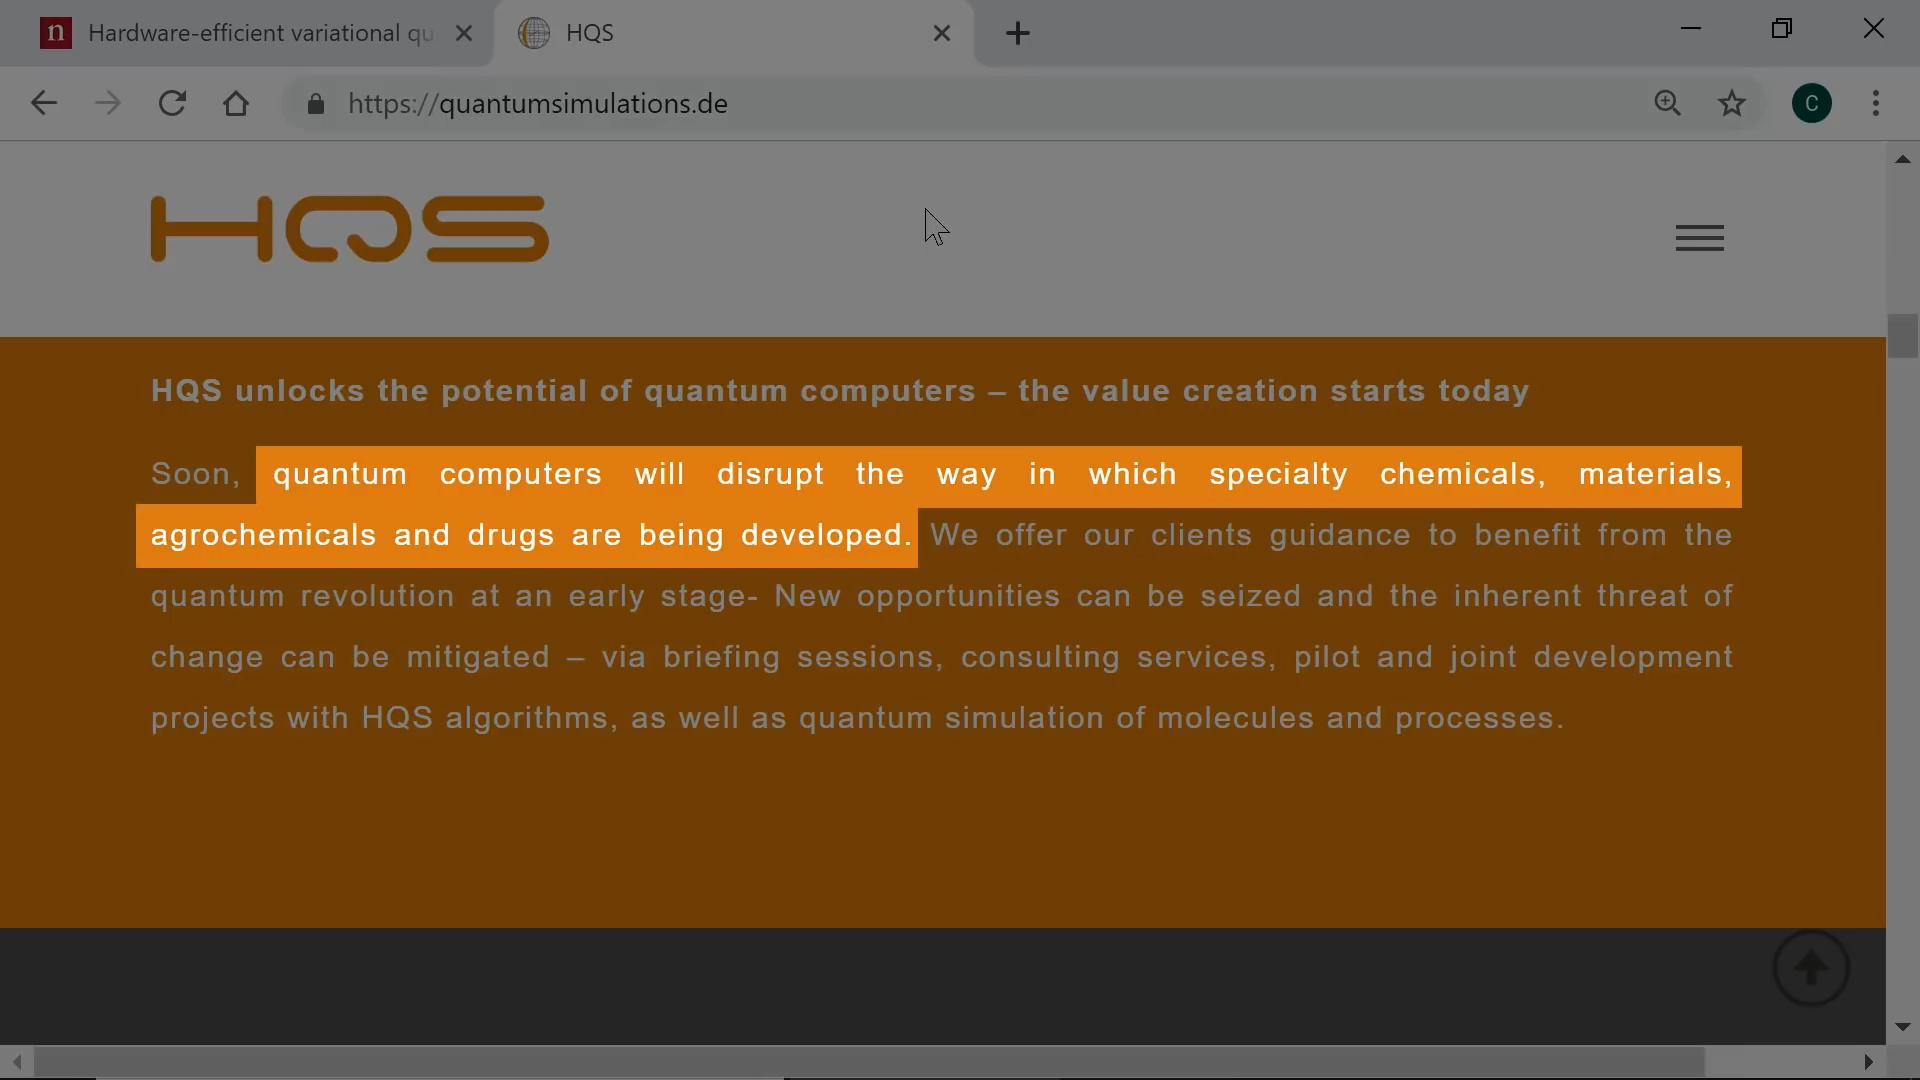 Hardware-efficient variational qu
HQS
https://quantumsimulations.de
C
HQS
HQS unlocks the potential of quantum computers – the value creation starts today
Soon, quantum computers will disrupt the way in which specialty chemicals, materials,
agrochemicals and drugs are being developed. We offer our clients guidance to benefit from the
quantum revolution at an early stage- New opportunities can be seized and the inherent threat of
change can be mitigated – via briefing sessions, consulting services, pilot and joint development
projects with HQS algorithms, as well as quantum simulation of molecules and processes.